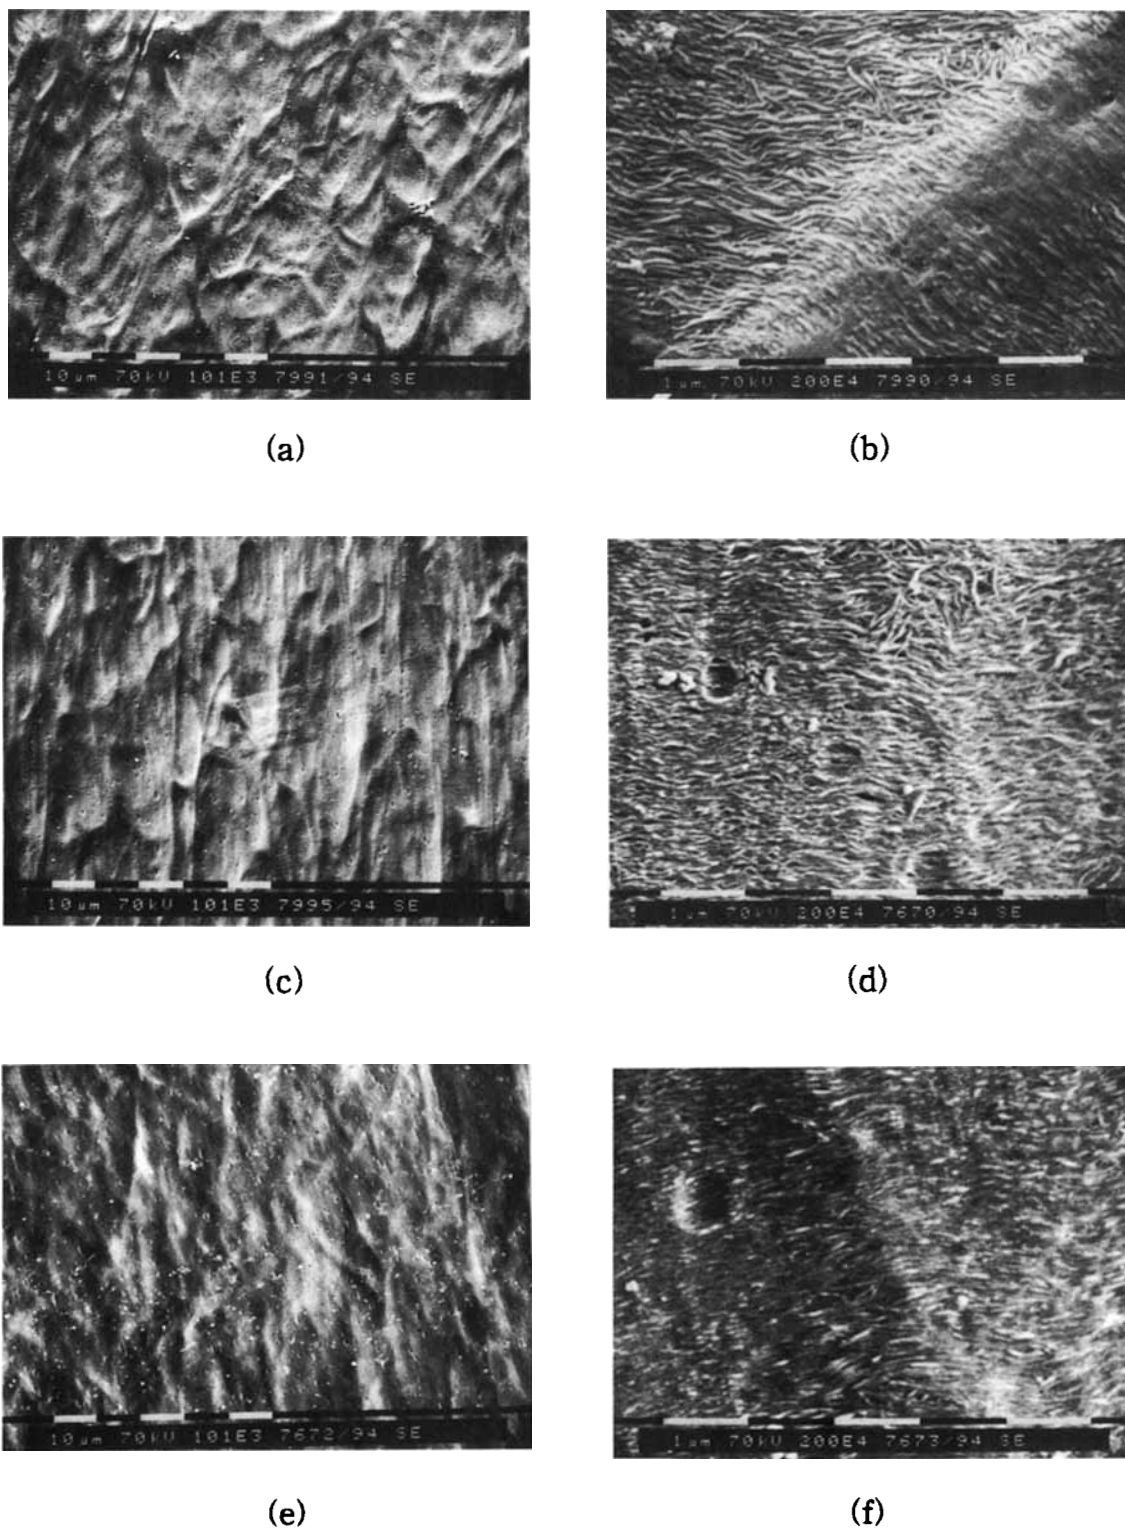 10 µm 70kV 101E3 7991/94 SE
1 µm 70kV 200E4 7990/94 SE
(a)
(b)
10 µm 70kV 101E3 7995/94 SE
1 µm 70kV 200E4 7670/94 SE
(c)
(d)
10 µm 70kV 101E3 7672/94 SE
1 µm 70kV 200E4 7673/94 SE
(e)
(f)